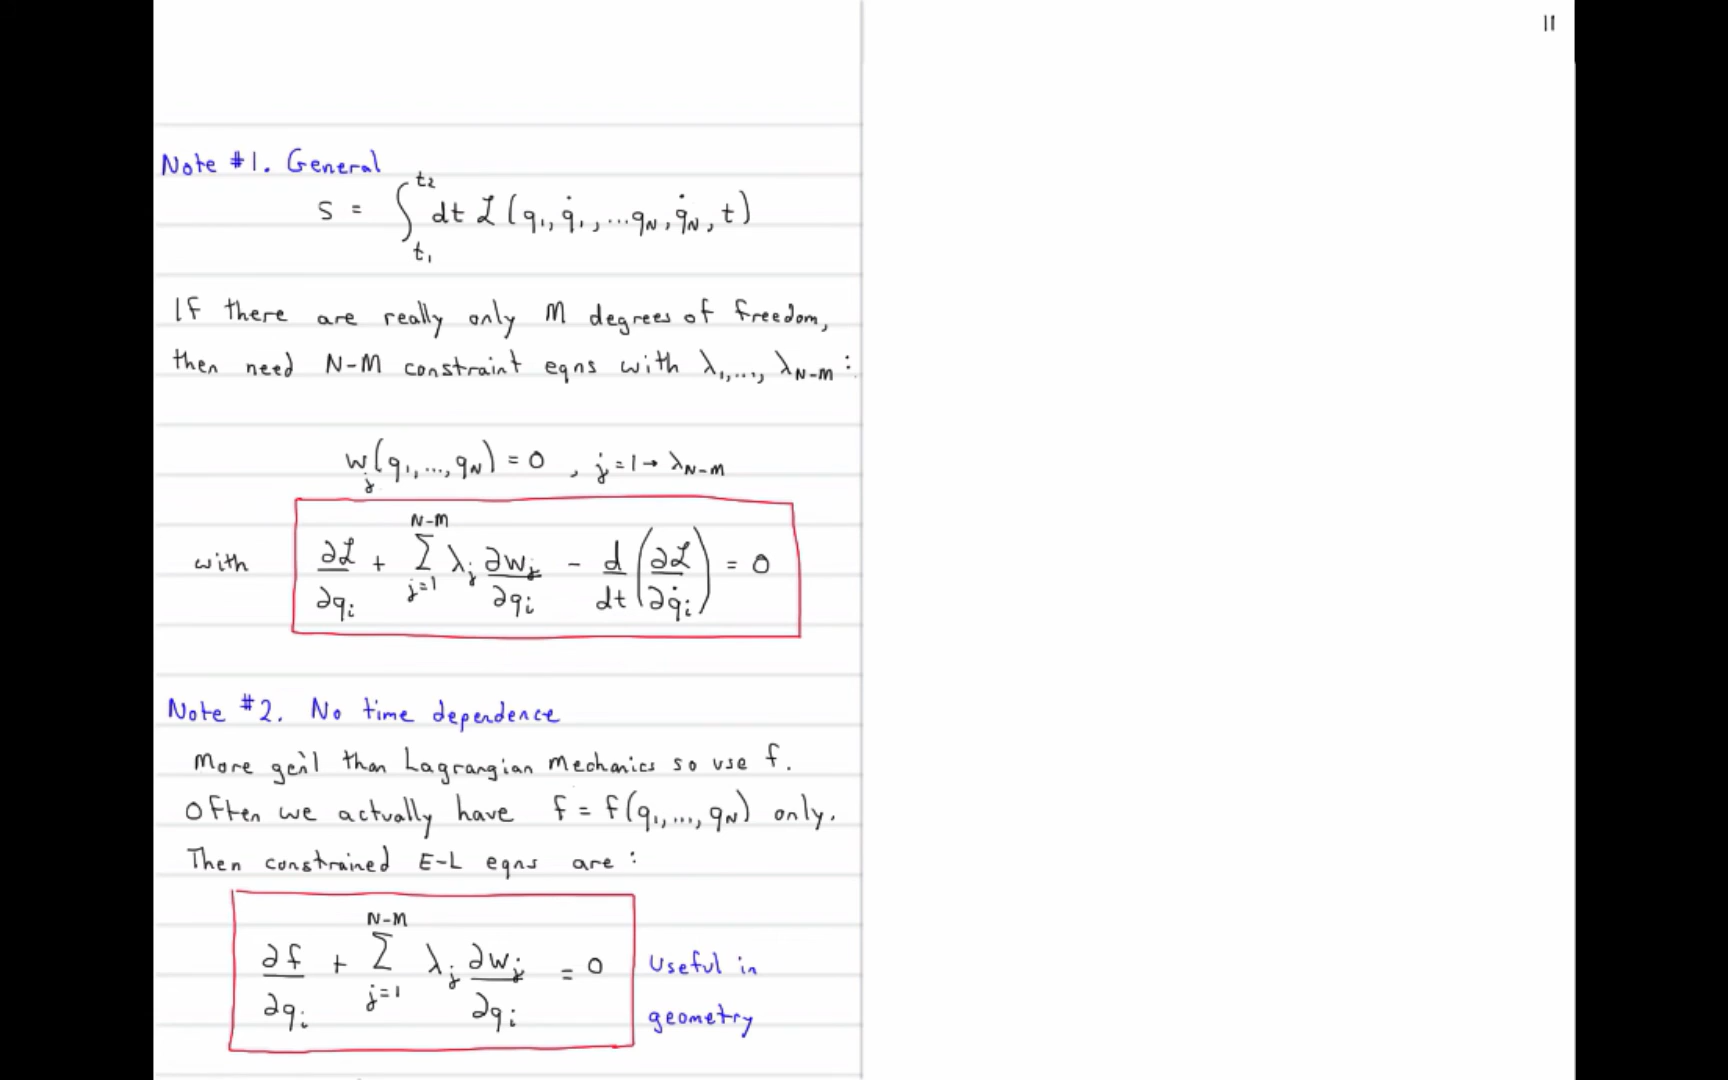 11
Note #1. General
S = ∫_{t₁}^{t₂} dt ℒ(q₁, q̇₁, ... q_N, q̇_N, t)
If there are really only M degrees of freedom,
then need N-M constraint eqns with λ₁, ..., λ_{N-M} :
w_j(q₁, ..., q_N) = 0 , j = 1 → λ_{N-M}
with ∂ℒ/∂q_i + ∑_{j=1}^{N-M} λ_j ∂w_j/∂q_i - d/dt (∂ℒ/∂q̇_i) = 0
Note #2. No time dependence
More gen'l than Lagrangian Mechanics so use f.
Often we actually have f = f(q₁, ..., q_N) only.
Then constrained E-L eqns are :
∂f/∂q_i + ∑_{j=1}^{N-M} λ_j ∂w_j/∂q_i = 0
Useful in
geometry